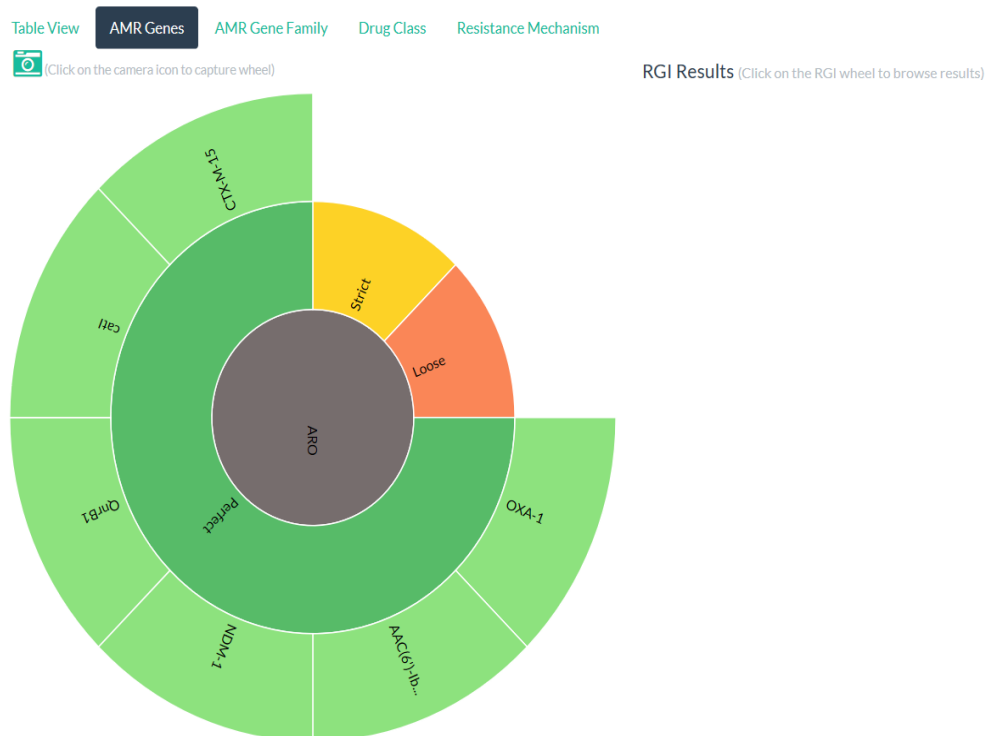 Table View AMR Genes AMR Gene Family Drug Class Resistance Mechanism
(Click on the camera icon to capture wheel)
RGI Results (Click on the RGI wheel to browse results)
CTX-M-15
Strict
catI
Loose
ARO
QnrB1
Perfect
OXA-1
NDM-1
AAC(6')-Ib...